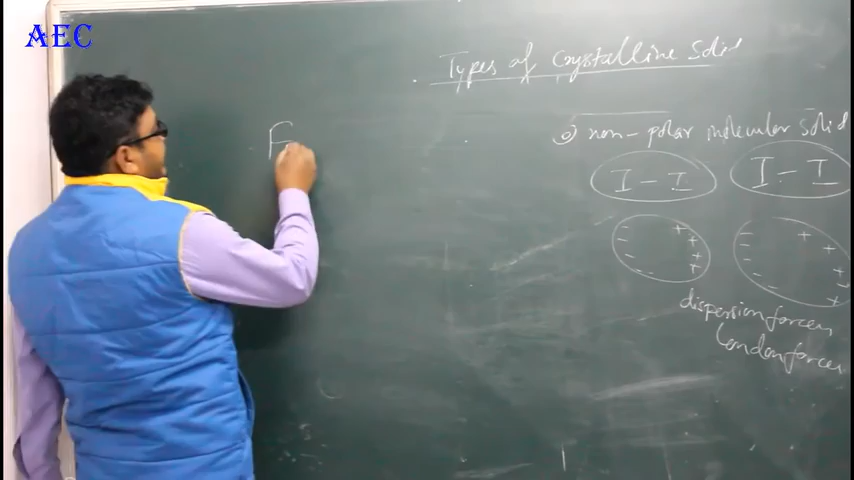 AEC
Types of Crystalline Solid
F
non-polar molecular solid
I - I I - I
- + + - + +
- + - +
- + - +
- - + - - +
dispersion forces,
London forces